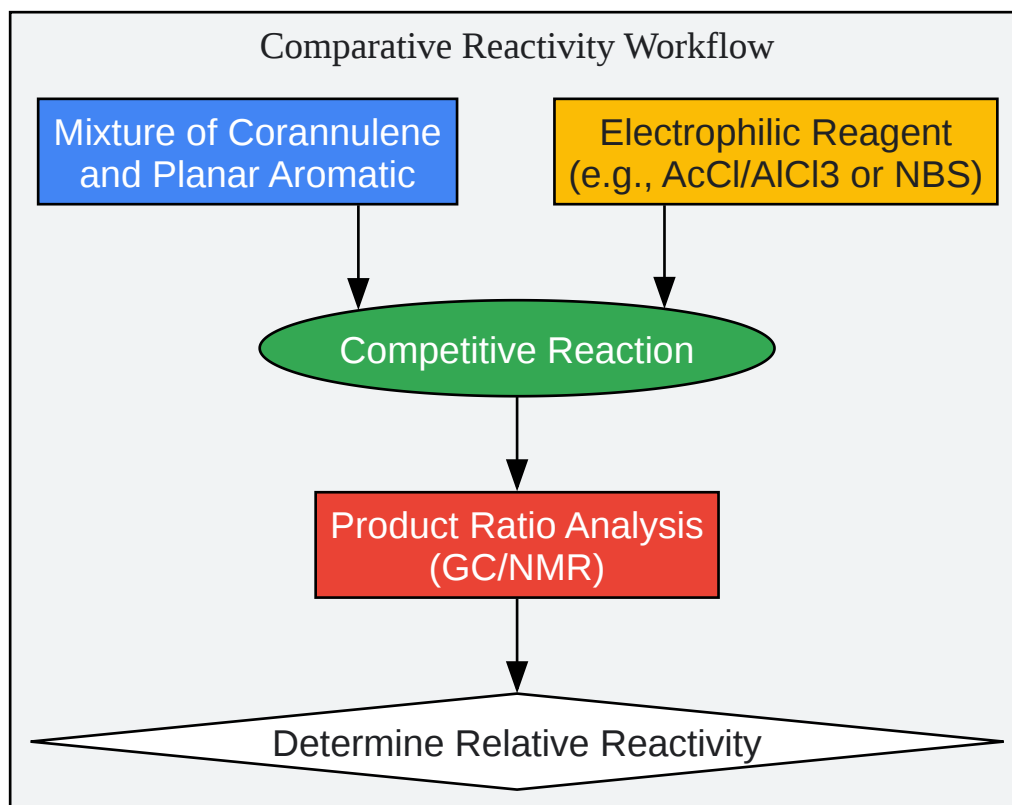 Comparative Reactivity Workflow
Mixture of Corannulene
and Planar Aromatic
Electrophilic Reagent
(e.g., AcCl/AlCl3 or NBS)
Competitive Reaction
Product Ratio Analysis
(GC/NMR)
Determine Relative Reactivity